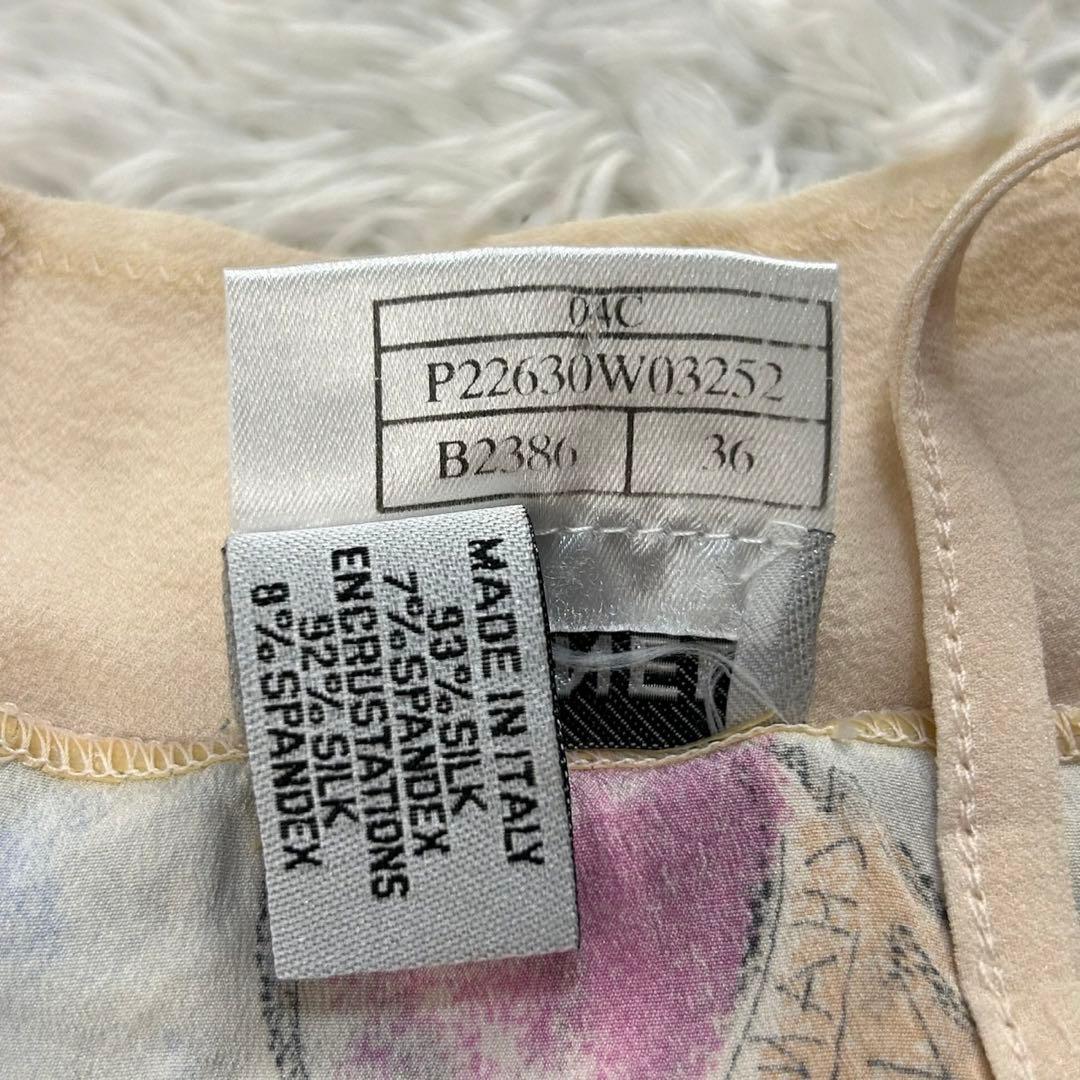 04C
P22630W03252
B2386 36
MADE IN ITALY
93% SILK
7% SPANDEX
ENCRUSTATIONS
92% SILK
8% SPANDEX